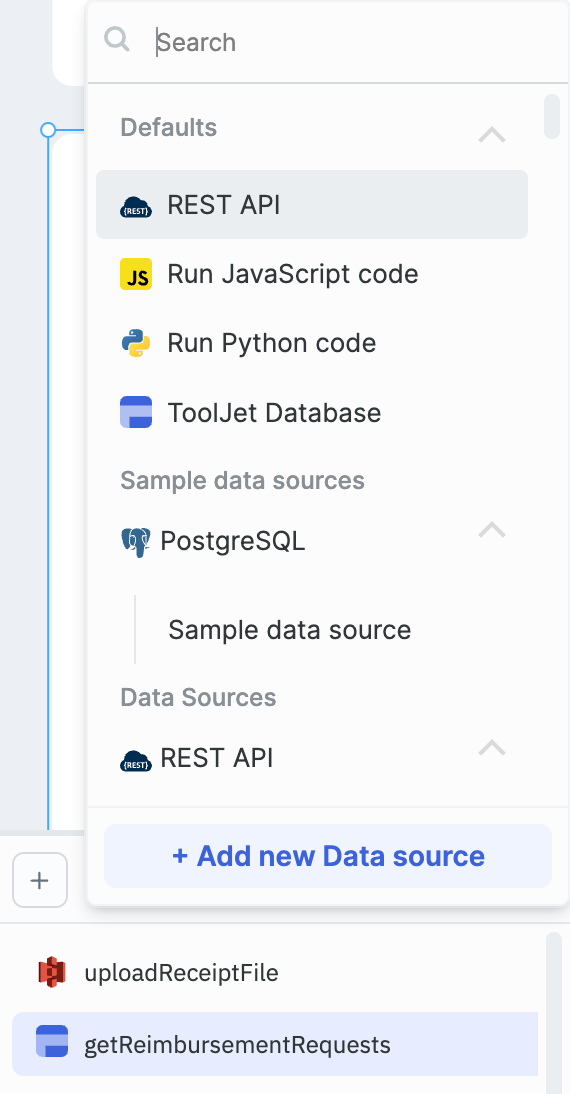 Search
Defaults
{REST} REST API
JS Run JavaScript code
Run Python code
ToolJet Database
Sample data sources
PostgreSQL
Sample data source
Data Sources
{REST} REST API
+ Add new Data source
+
uploadReceiptFile
getReimbursementRequests